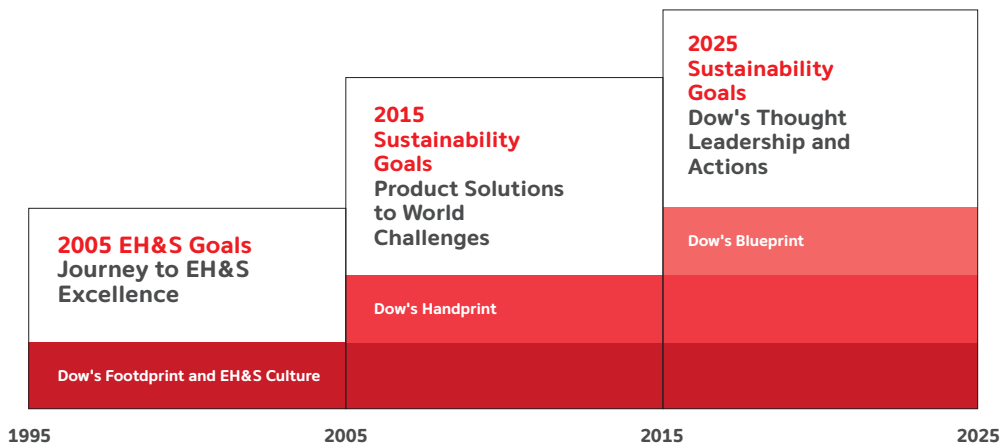 2025
Sustainability
Goals
Dow's Thought
Leadership and
Actions
2015
Sustainability
Goals
Product Solutions
to World
Challenges
2005 EH&S Goals
Journey to EH&S
Excellence
Dow's Blueprint
Dow's Handprint
Dow's Footdprint and EH&S Culture
1995
2005
2015
2025